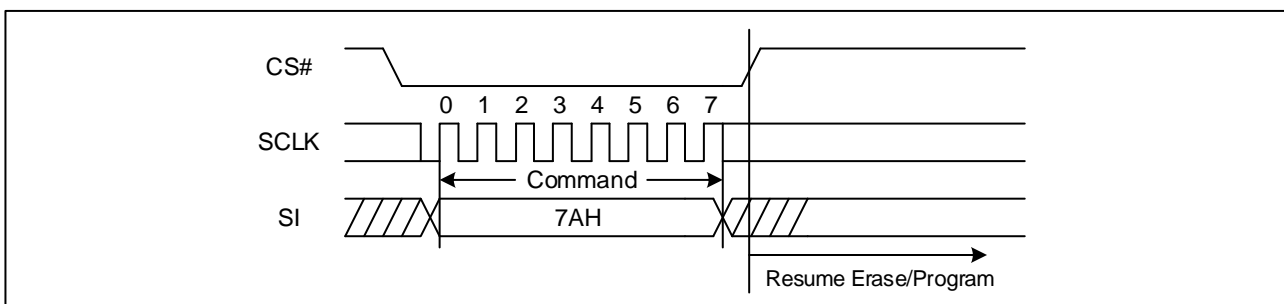 CS#
0 1 2 3 4 5 6 7
SCLK
Command
SI
7AH
Resume Erase/Program